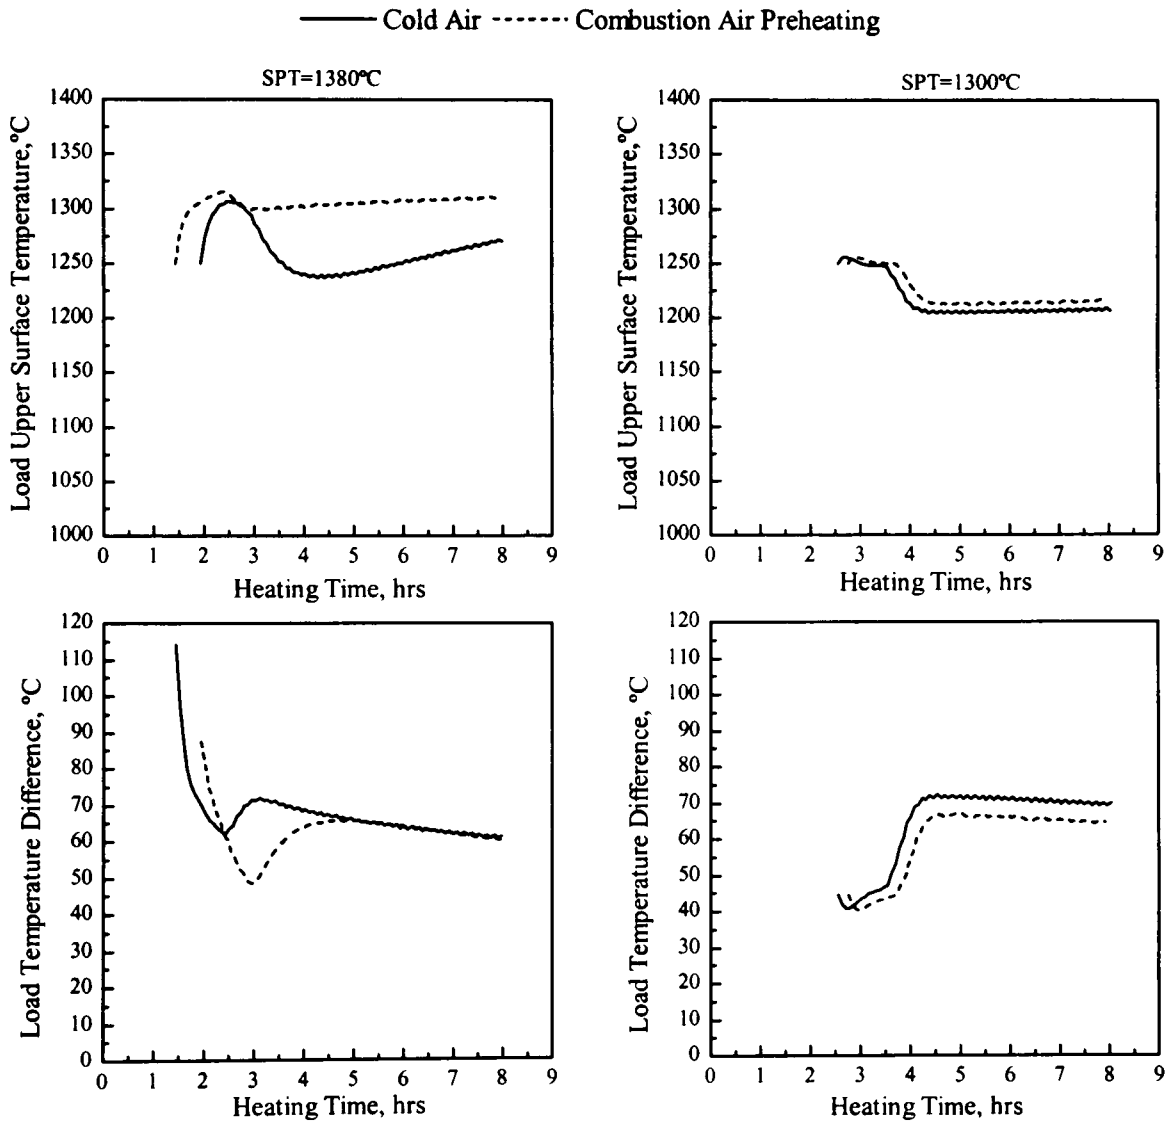 Cold Air Combustion Air Preheating
SPT=1380ºC
1400
1350
1300
1250
1200
1150
1100
1050
1000
Load Upper Surface Temperature,ºC
0 1 2 3 4 5 6 7 8 9
Heating Time, hrs
SPT=1300ºC
1400
1350
1300
1250
1200
1150
1100
1050
1000
Load Upper Surface Temperature,ºC
0 1 2 3 4 5 6 7 8 9
Heating Time, hrs
120
110
100
90
80
70
60
50
40
30
20
10
0
Load Temperature Difference, ºC
0 1 2 3 4 5 6 7 8 9
Heating Time, hrs
120
110
100
90
80
70
60
50
40
30
20
10
0
Load Temperature Difference, ºC
0 1 2 3 4 5 6 7 8 9
Heating Time, hrs